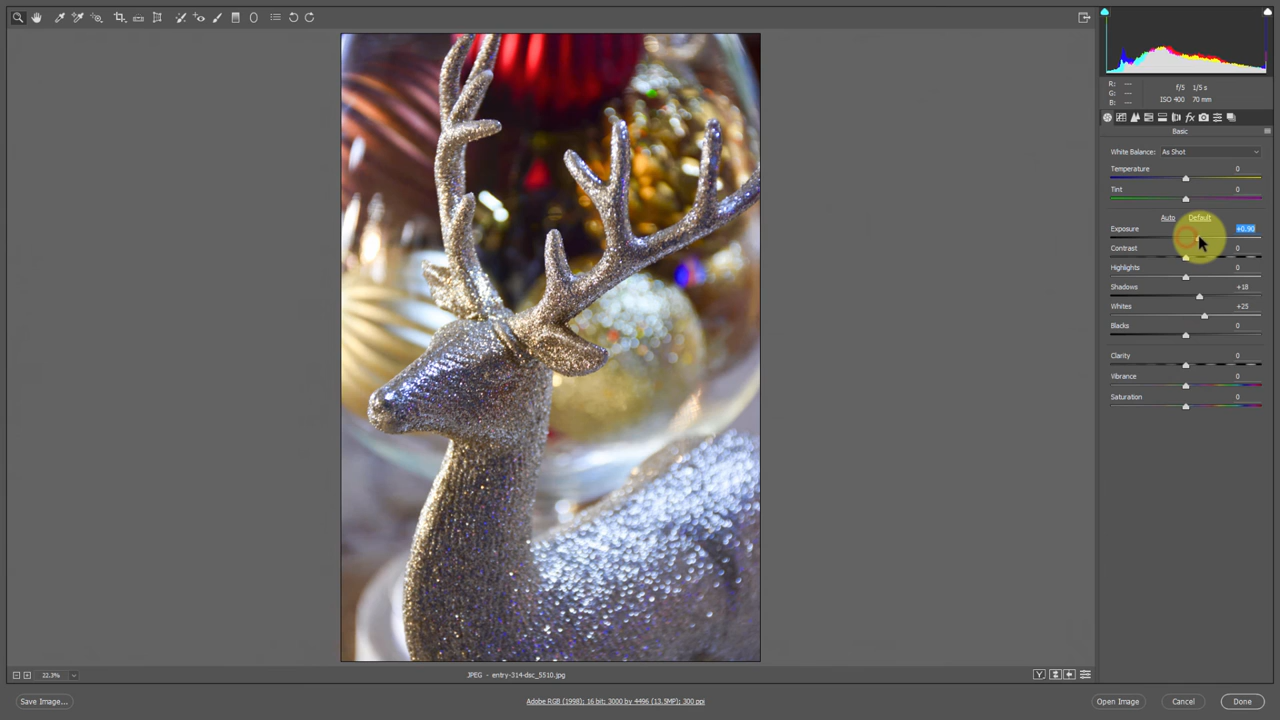 R: —
G: —
B: —
f/5 1/5 s
ISO 400 70 mm
Basic
White Balance: As Shot
Temperature 0
Tint 0
Auto Default
Exposure +0.90
Contrast 0
Highlights 0
Shadows +18
Whites +25
Blacks 0
Clarity 0
Vibrance 0
Saturation 0
22.3%
JPEG - entry-314-dsc_5510.jpg
Y
Save Image...
Adobe RGB (1998); 16 bit; 3000 by 4496 (13.5MP); 300 ppi
Open Image
Cancel
Done